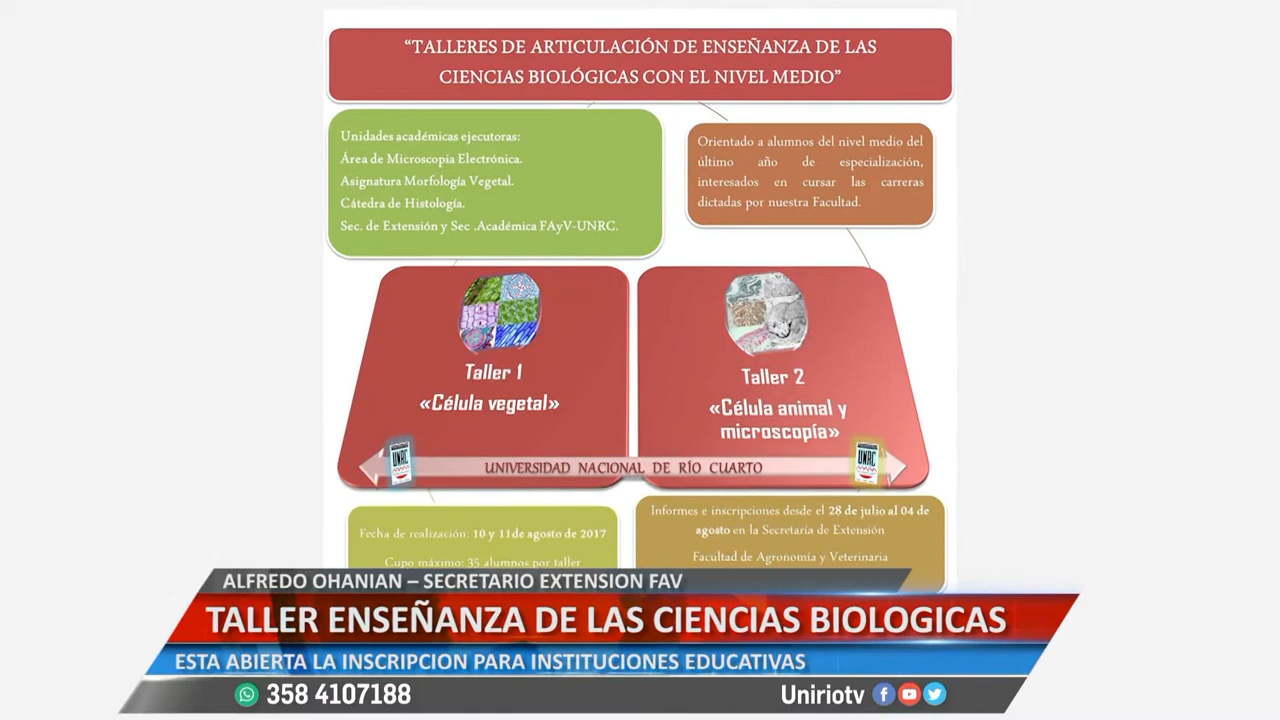 “TALLERES DE ARTICULACIÓN DE ENSEÑANZA DE LAS
CIENCIAS BIOLÓGICAS CON EL NIVEL MEDIO”
Unidades académicas ejecutoras:
Área de Microscopia Electrónica.
Asignatura Morfología Vegetal.
Cátedra de Histología.
Sec. de Extensión y Sec .Académica FAyV-UNRC.
Orientado a alumnos del nivel medio del
último año de especialización,
interesados en cursar las carreras
dictadas por nuestra Facultad.
Taller 1
«Célula vegetal»
Taller 2
«Célula animal y
microscopía»
UNRC
UNIVERSIDAD NACIONAL DE RÍO CUARTO
UNRC
Fecha de realización: 10 y 11de agosto de 2017
Cupo máximo: 35 alumnos por taller
Informes e inscripciones desde el 28 de julio al 04 de
agosto en la Secretaría de Extensión
Facultad de Agronomía y Veterinaria
ALFREDO OHANIAN – SECRETARIO EXTENSION FAV
TALLER ENSEÑANZA DE LAS CIENCIAS BIOLOGICAS
ESTA ABIERTA LA INSCRIPCION PARA INSTITUCIONES EDUCATIVAS
358 4107188
Uniriotv